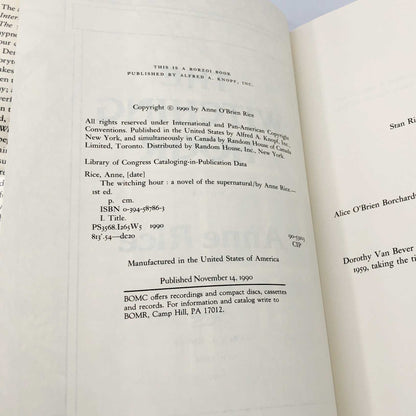 THIS IS A BORZOI BOOK
PUBLISHED BY ALFRED A. KNOPF, INC.
Copyright © 1990 by Anne O'Brien Rice
All rights reserved under International and Pan-American Copyright
Conventions. Published in the United States by Alfred A. Knopf, Inc.,
New York, and simultaneously in Canada by Random House of Canada
Limited, Toronto. Distributed by Random House, Inc., New York.
Library of Congress Cataloging-in-Publication Data
Rice, Anne, [date]
The witching hour : a novel of the supernatural/by Anne Rice.—
1st ed.
p. cm.
ISBN 0-394-58786-3
I. Title.
PS3568.I265W5 1990
813'.54—dc20 90-53103
CIP
Manufactured in the United States of America
Published November 14, 1990
BOMC offers recordings and compact discs, cassettes
and records. For information and catalog write to
BOMR, Camp Hill, PA 17012.
Stan Ri
Alice O'Brien Borchard
Dorothy Van Bever
1959, taking the ti